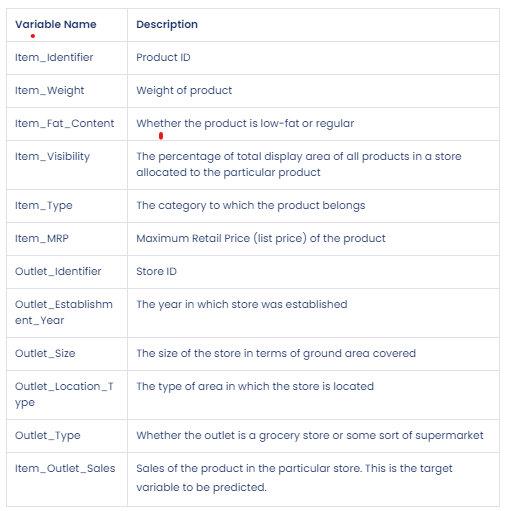 Variable Name Description
Item_Identifier Product ID
Item_Weight Weight of product
Item_Fat_Content Whether the product is low-fat or regular
Item_Visibility The percentage of total display area of all products in a store
allocated to the particular product
Item_Type The category to which the product belongs
Item_MRP Maximum Retail Price (list price) of the product
Outlet_Identifier Store ID
Outlet_Establishm The year in which store was established
ent_Year
Outlet_Size The size of the store in terms of ground area covered
Outlet_Location_T The type of area in which the store is located
ype
Outlet_Type Whether the outlet is a grocery store or some sort of supermarket
Item_Outlet_Sales Sales of the product in the particular store. This is the target
variable to be predicted.